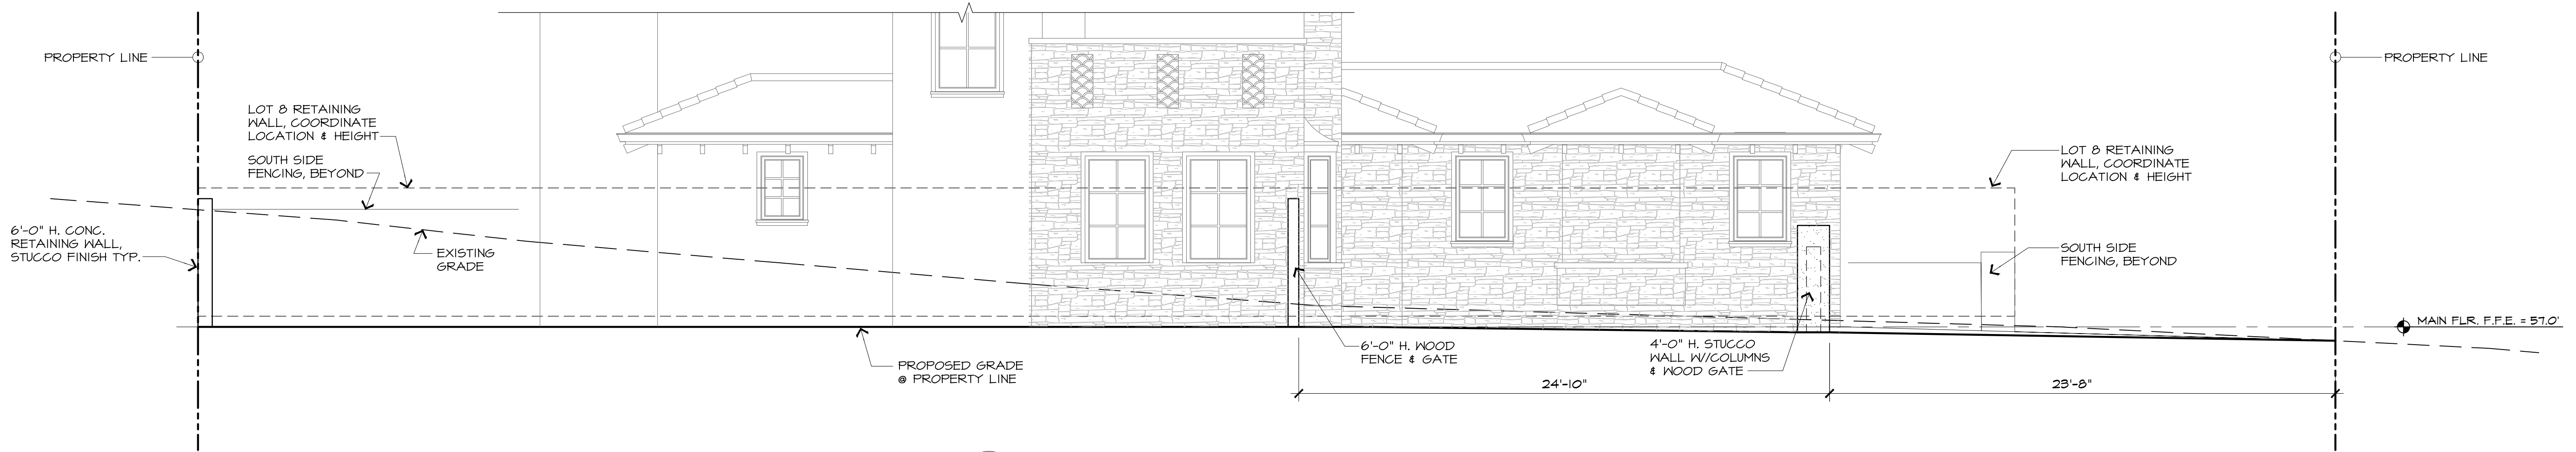 PROPERTY LINE
LOT 8 RETAINING
WALL, COORDINATE
LOCATION & HEIGHT
SOUTH SIDE
FENCING, BEYOND
6'-0" H. CONC.
RETAINING WALL,
STUCCO FINISH TYP.
EXISTING
GRADE
PROPOSED GRADE
@ PROPERTY LINE
6'-0" H. WOOD
FENCE & GATE
4'-0" H. STUCCO
WALL W//COLUMNS
& WOOD GATE
24'-10"
23'-8"
PROPERTY LINE
LOT 8 RETAINING
WALL, COORDINATE
LOCATION & HEIGHT
SOUTH SIDE
FENCING, BEYOND
MAIN FLR. F.F.E. = 57.0'